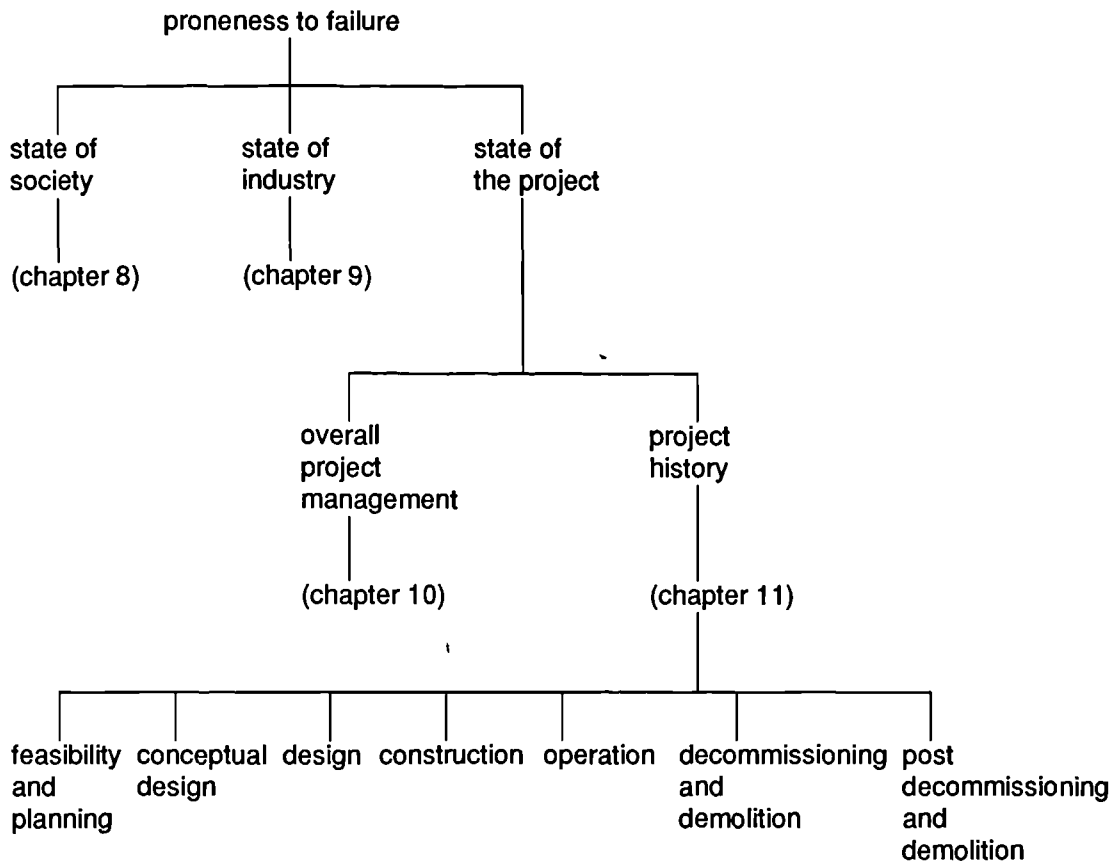 proneness to failure
state of
society
state of
industry
state of
the project
(chapter 8)
(chapter 9)
overall
project
management
project
history
(chapter 10)
(chapter 11)
feasibility
and
planning
conceptual
design
design
construction
operation
decommissioning
and
demolition
post
decommissioning
and
demolition